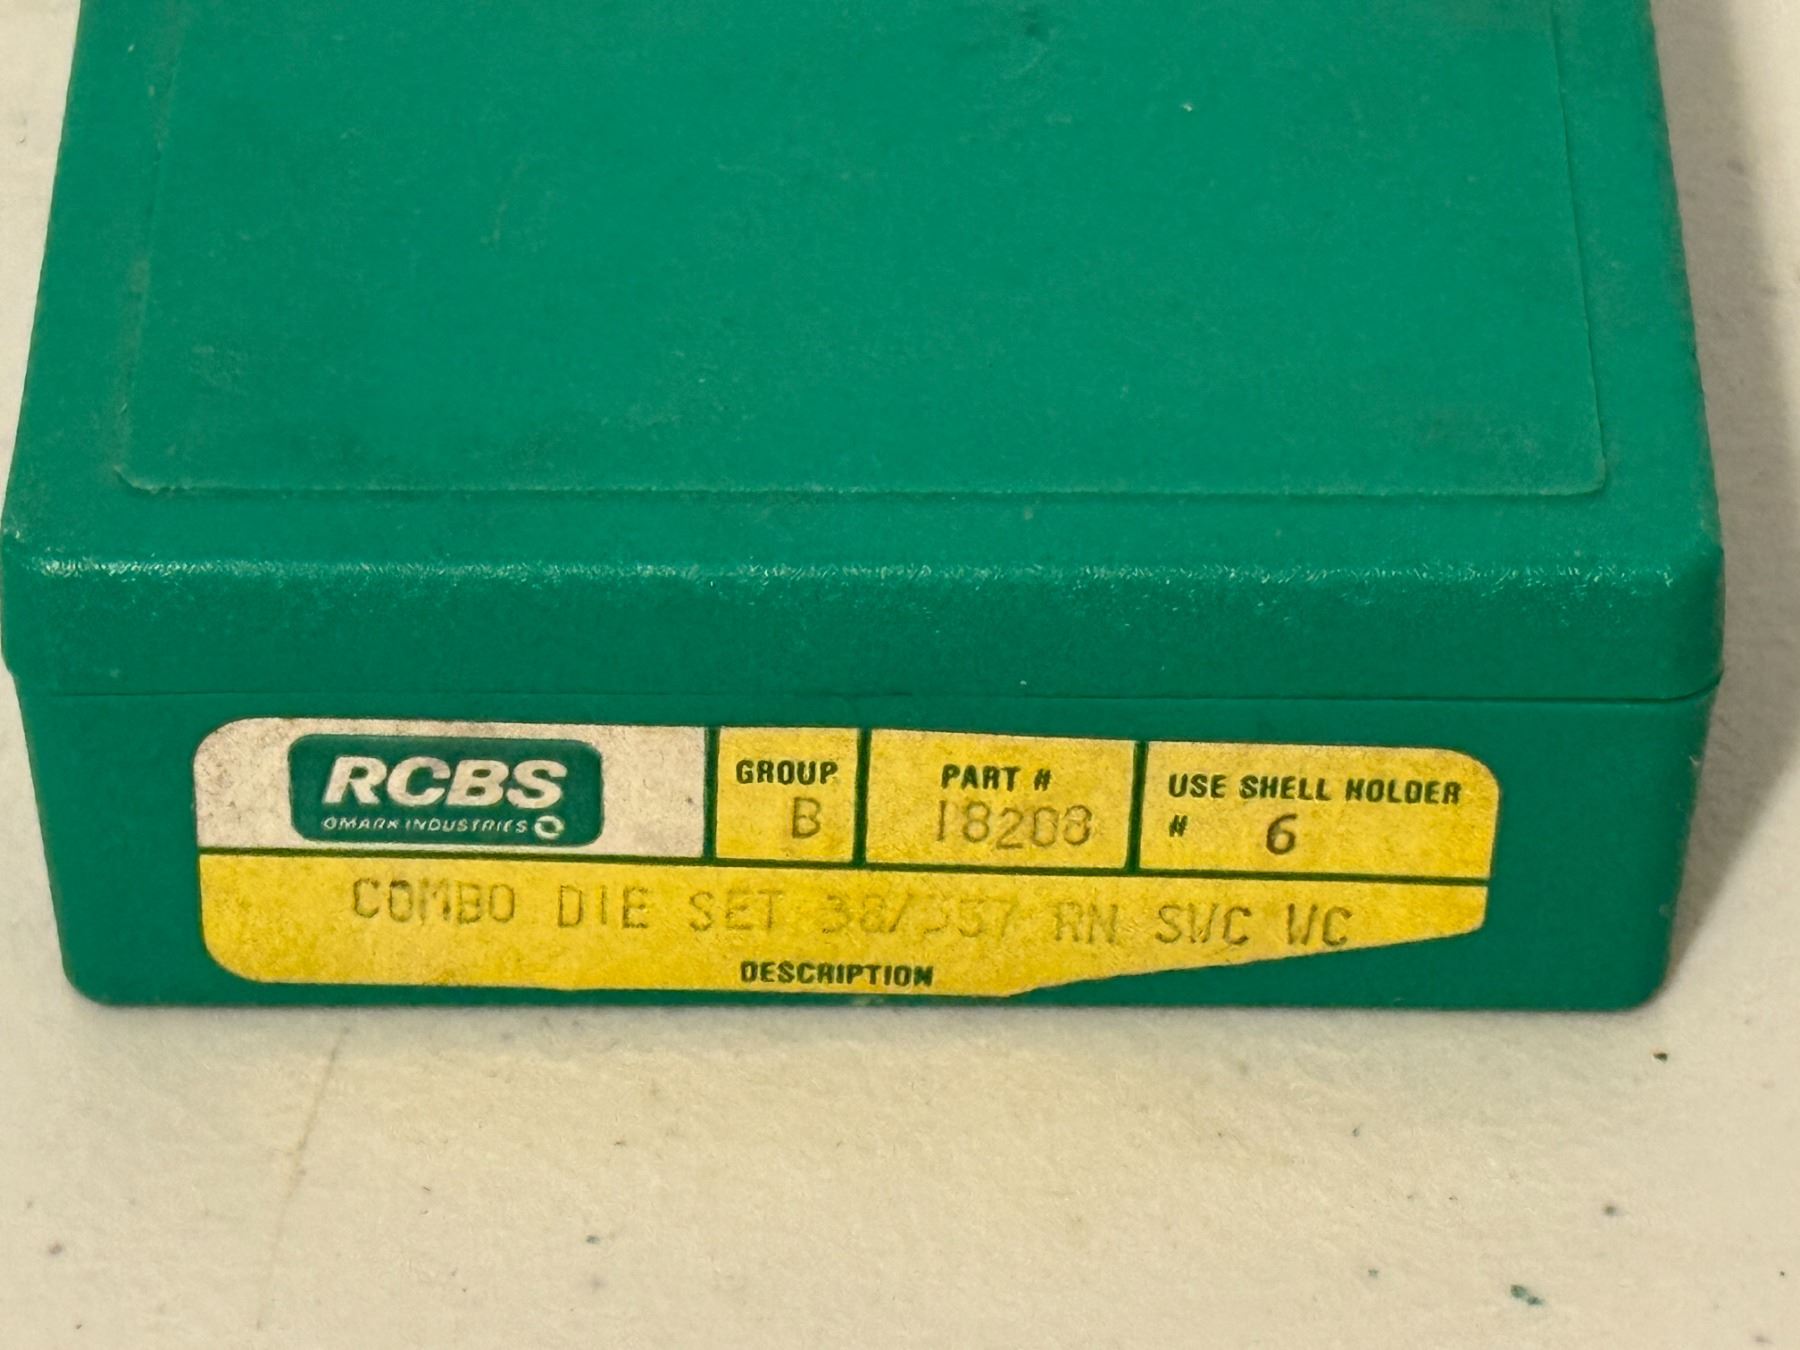 RCBS
OMARK INDUSTRIES
GROUP
B
PART #
18208
USE SHELL HOLDER
# 6
COMBO DIE SET 38/357 RN SWC WC
DESCRIPTION